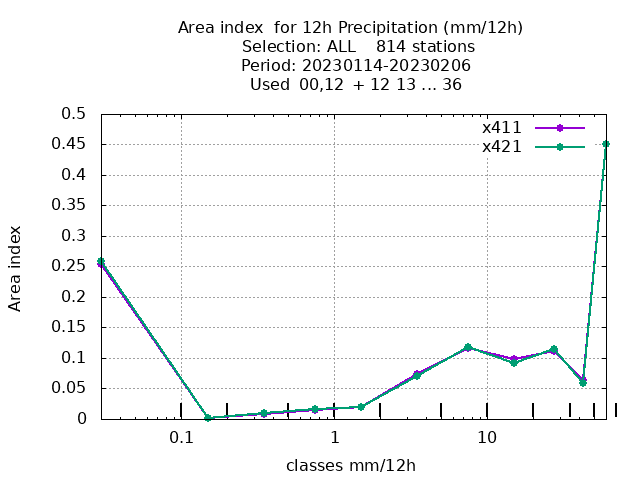 Area index  for 12h Precipitation (mm/12h)
Selection: ALL    814 stations
Period: 20230114-20230206
Used  00,12  + 12 13 ... 36
x411
x421
0.5
0.45
0.4
0.35
0.3
0.25
0.2
0.15
0.1
0.05
0
Area index
0.1 1 10
classes mm/12h